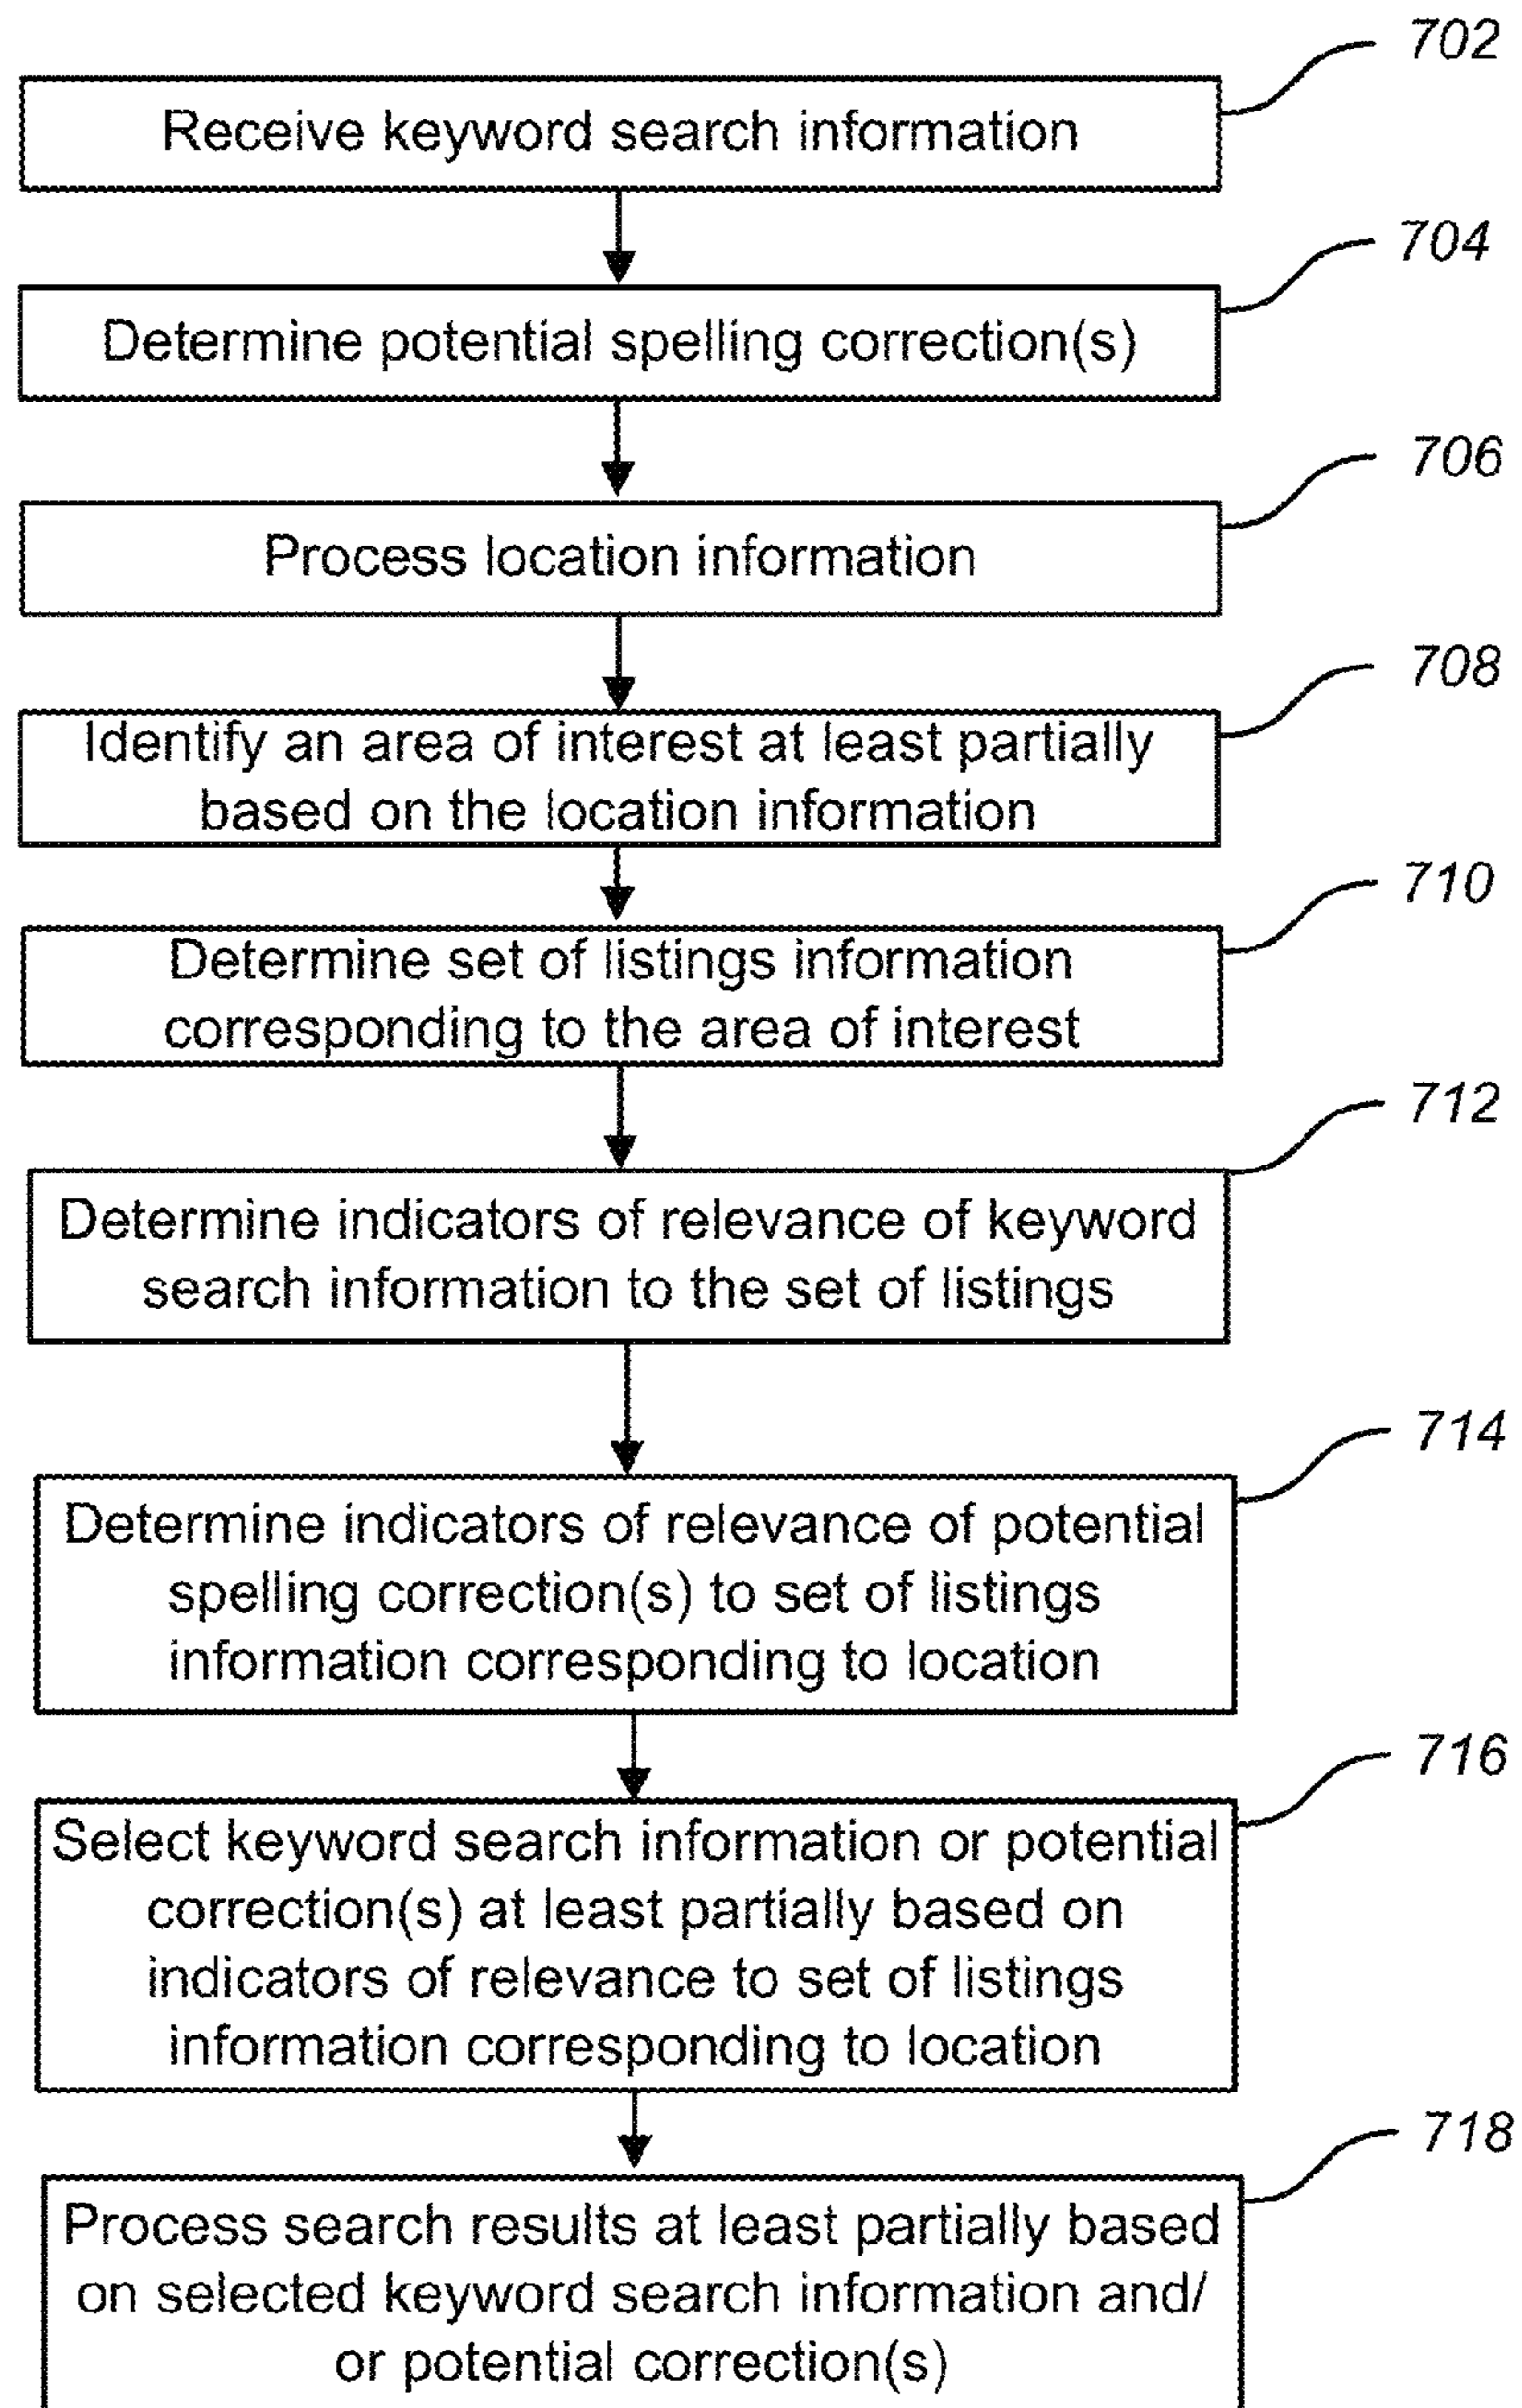 702
Receive keyword search information
704
Determine potential spelling correction(s)
706
Process location information
708
Identify an area of interest at least partially
based on the location information
710
Determine set of listings information
corresponding to the area of interest
712
Determine indicators of relevance of keyword
search information to the set of listings
714
Determine indicators of relevance of potential
spelling correction(s) to set of listings
information corresponding to location
716
Select keyword search information or potential
correction(s) at least partially based on
indicators of relevance to set of listings
information corresponding to location
718
Process search results at least partially based
on selected keyword search information and/
or potential correction(s)